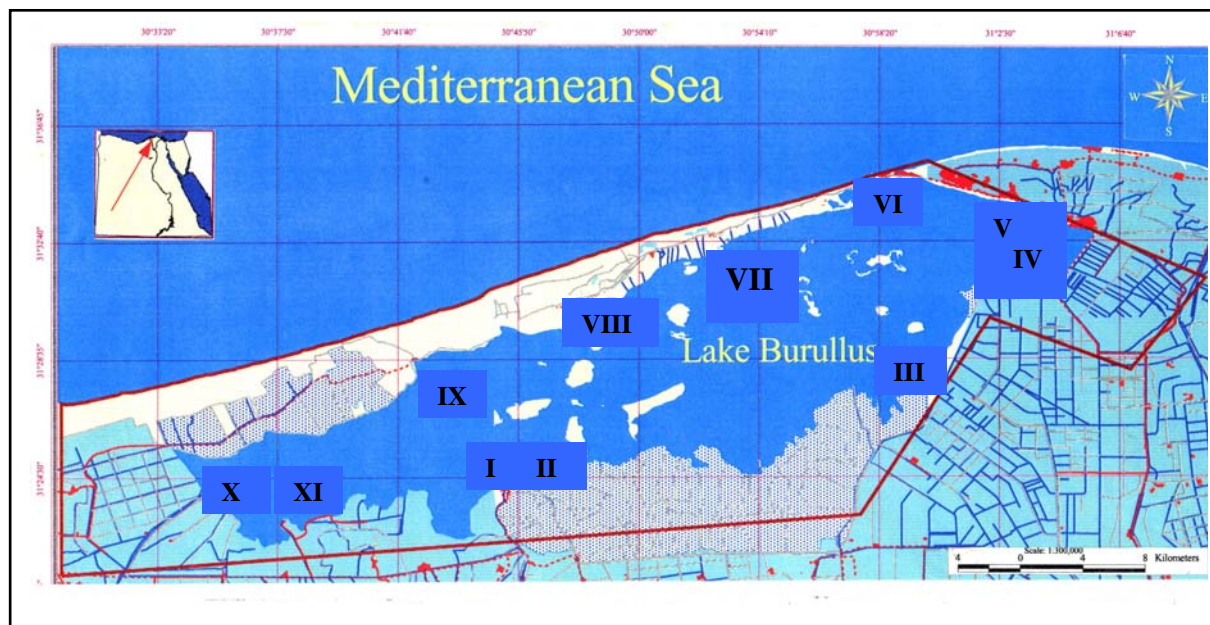 30°33'20" 30°37'30" 30°41'40" 30°45'50" 30°50'00" 30°54'10" 30°58'20" 31°2'30" 31°6'40"
Mediterranean Sea
N
W E
S
31°36'45"
VI
31°32'40"
V
IV
VII
VIII
Lake Burullus
31°28'35"
III
IX
31°24'30"
I II
X XI
Scale: 1:300,000
4 0 4 8 Kilometers